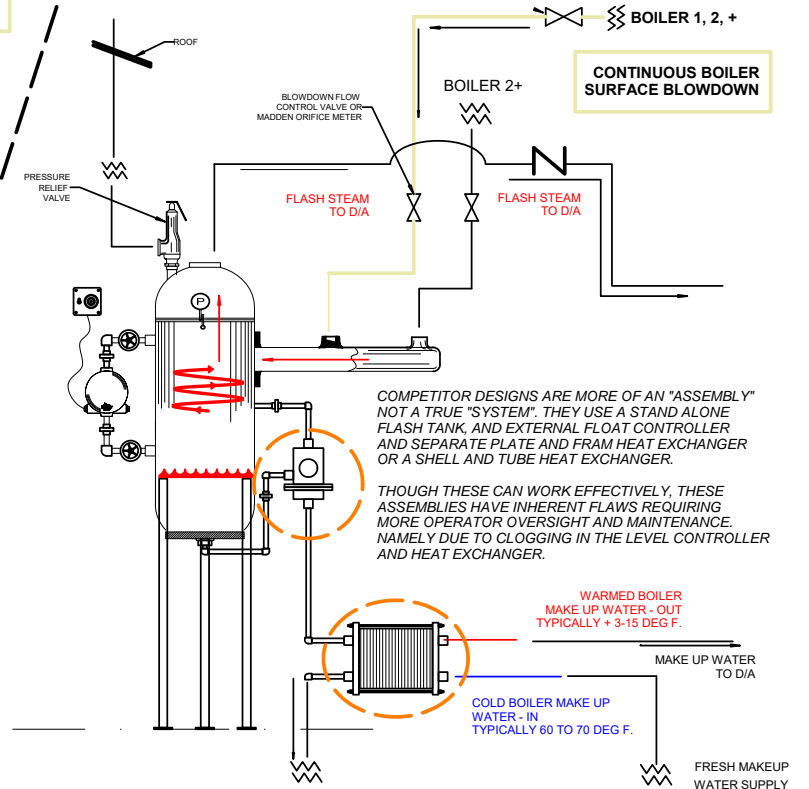 BOILER 1, 2, +
ROOF
CONTINUOUS BOILER
SURFACE BLOWDOWN
BOILER 2+
BLOWDOWN FLOW
CONTROL VALVE OR
MADDEN ORIFICE METER
PRESSURE
RELIEF
VALVE
FLASH STEAM
TO D/A
FLASH STEAM
TO D/A
P
COMPETITOR DESIGNS ARE MORE OF AN "ASSEMBLY"
NOT A TRUE "SYSTEM". THEY USE A STAND ALONE
FLASH TANK, AND EXTERNAL FLOAT CONTROLLER
AND SEPARATE PLATE AND FRAM HEAT EXCHANGER
OR A SHELL AND TUBE HEAT EXCHANGER.
THOUGH THESE CAN WORK EFFECTIVELY, THESE
ASSEMBLIES HAVE INHERENT FLAWS REQUIRING
MORE OPERATOR OVERSIGHT AND MAINTENANCE.
NAMELY DUE TO CLOGGING IN THE LEVEL CONTROLLER
AND HEAT EXCHANGER.
WARMED BOILER
MAKE UP WATER - OUT
TYPICALLY + 3-15 DEG F.
MAKE UP WATER
TO D/A
COLD BOILER MAKE UP
WATER - IN
TYPICALLY 60 TO 70 DEG F.
FRESH MAKEUP
WATER SUPPLY